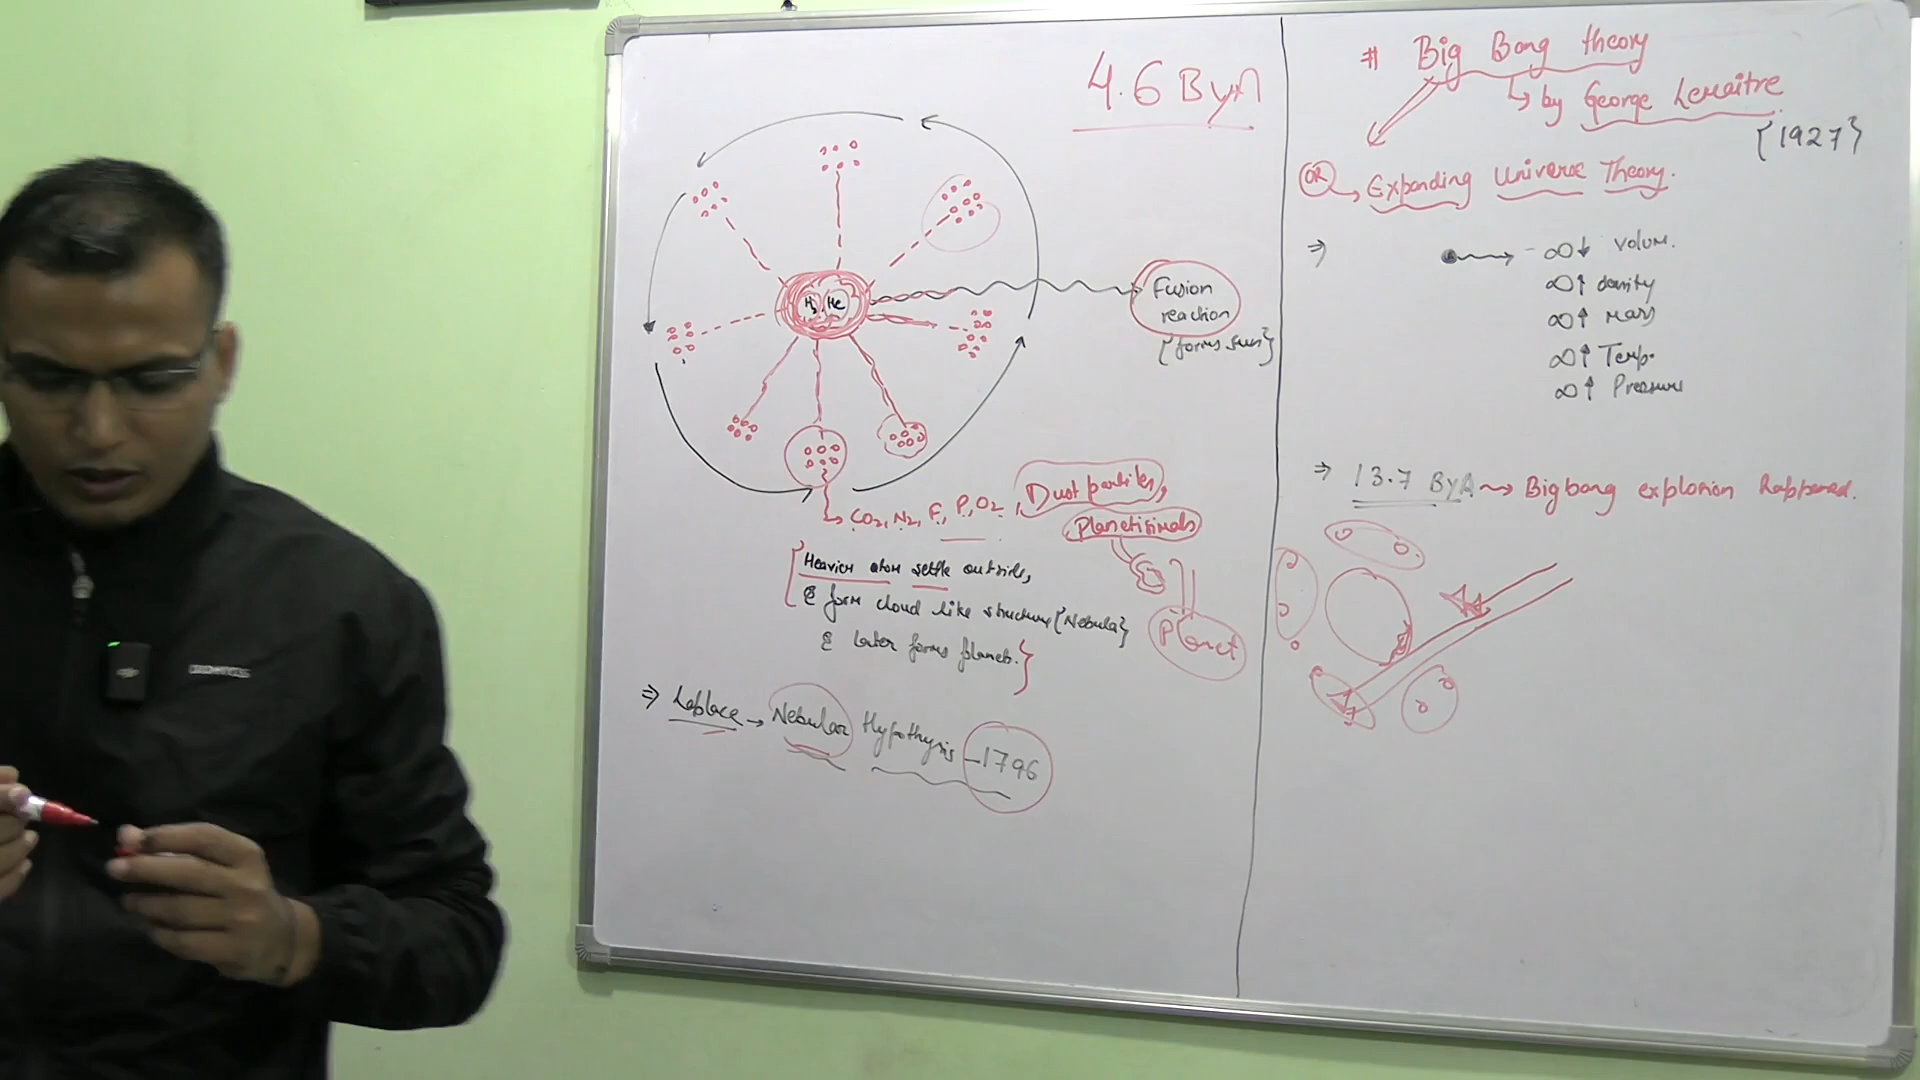 4.6 ByA
H2 He
Fusion
reaction
{forms sun}
CO2, N2, F, P, O2, Dust particles,
Planetisimals
Planet
Heavier atom settle outside,
& form cloud like structure {Nebula}
& later forms planets.
⇒ Laplace → Nebular Hypothysis - 1796
# Big Bang theory
↳ by George Lemaitre
{1927}
OR → Expanding Universe Theory.
⇒ ∞↓ volum.
∞↑ density
∞↑ mass
∞↑ Temp.
∞↑ Pressure
⇒ 13.7 ByA → Big bang explosion happened.